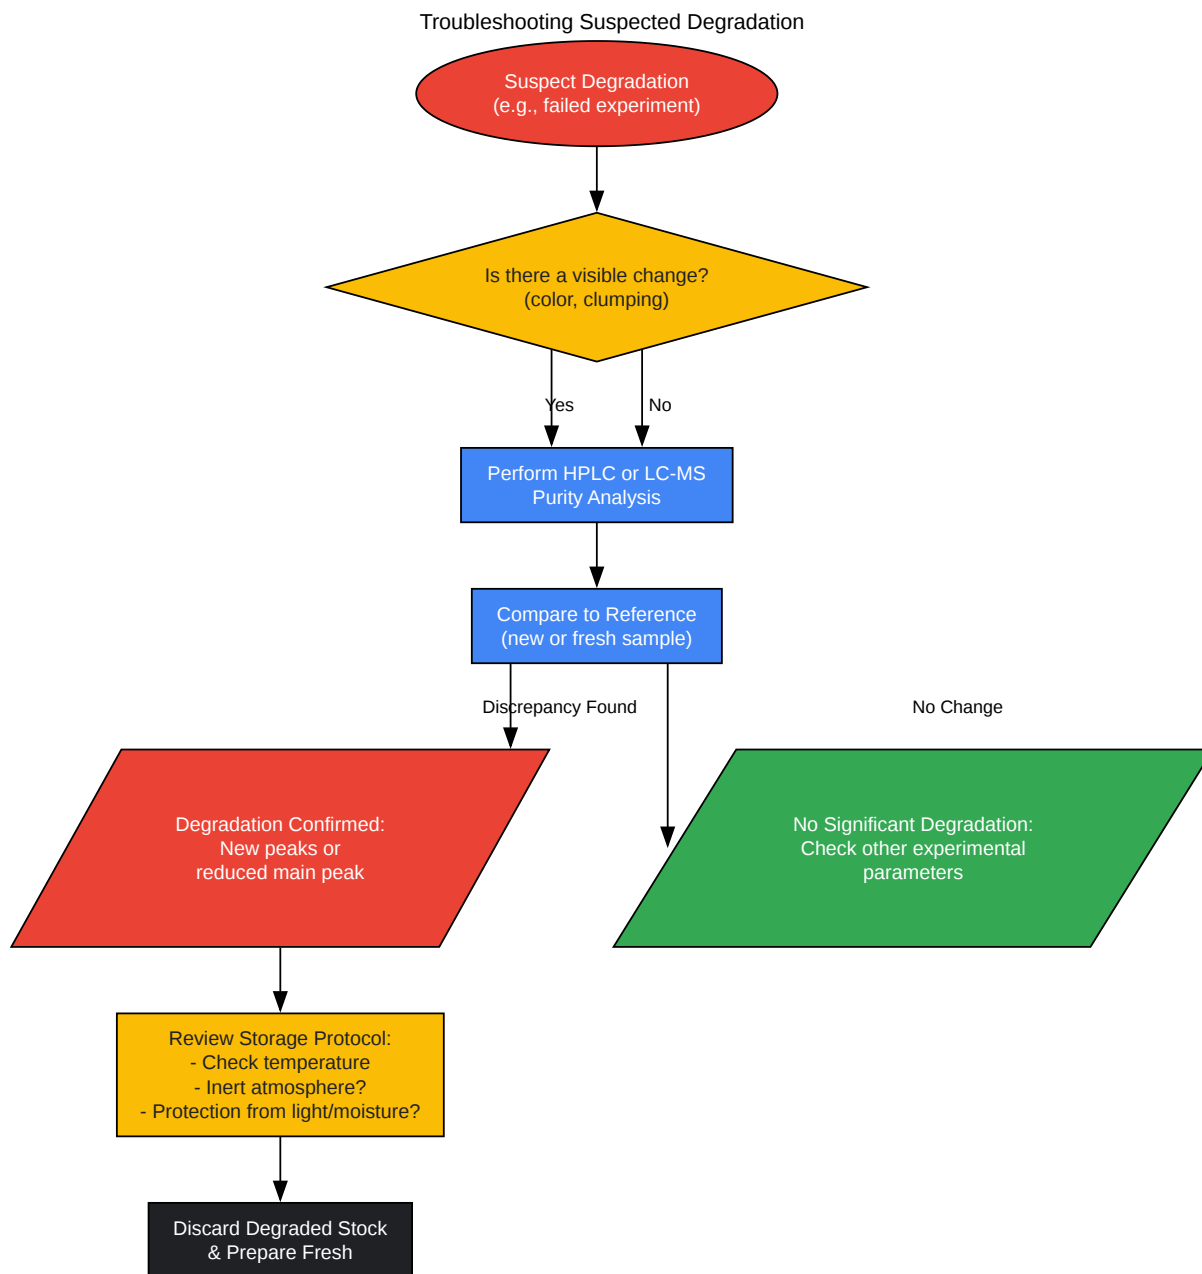 Troubleshooting Suspected Degradation
Suspect Degradation
(e.g., failed experiment)
Is there a visible change?
(color, clumping)
Yes
No
Perform HPLC or LC-MS
Purity Analysis
Compare to Reference
(new or fresh sample)
Discrepancy Found
No Change
Degradation Confirmed:
New peaks or
reduced main peak
No Significant Degradation:
Check other experimental
parameters
Review Storage Protocol:
- Check temperature
- Inert atmosphere?
- Protection from light/moisture?
Discard Degraded Stock
& Prepare Fresh